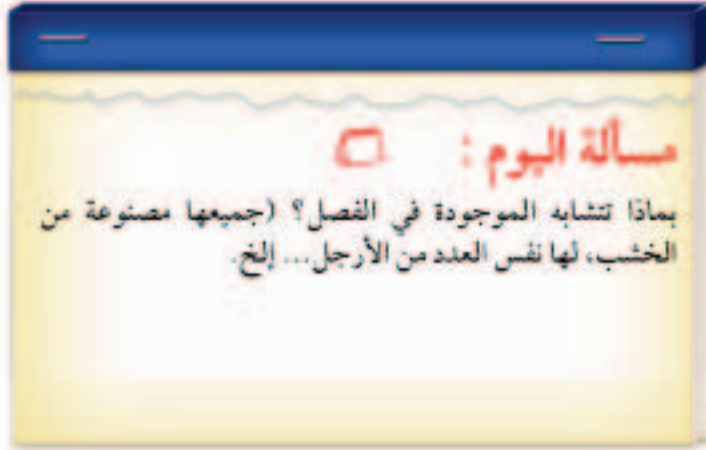 مسألة اليوم :
بماذا تتشابه الموجودة في الفصل؟ (جميعها مصنوعة من
الخشب، لها نفس العدد من الأرجل... إلخ.